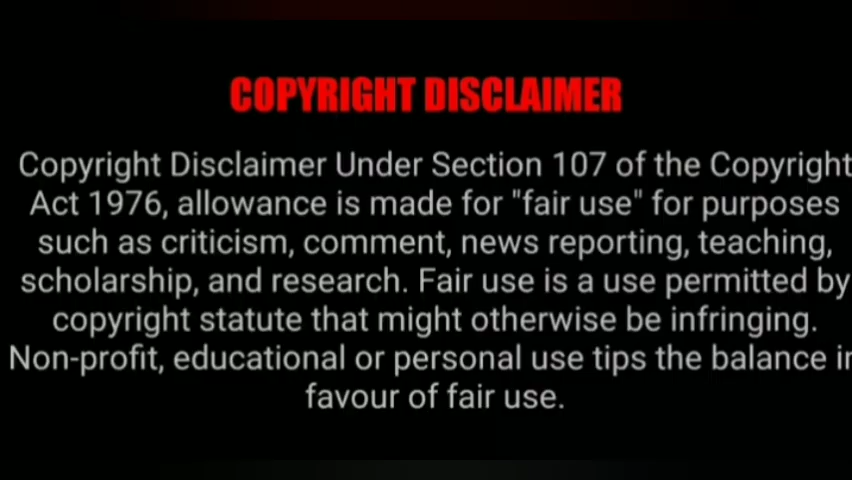 COPYRIGHT DISCLAIMER
Copyright Disclaimer Under Section 107 of the Copyright
Act 1976, allowance is made for "fair use" for purposes
such as criticism, comment, news reporting, teaching,
scholarship, and research. Fair use is a use permitted by
copyright statute that might otherwise be infringing.
Non-profit, educational or personal use tips the balance in
favour of fair use.